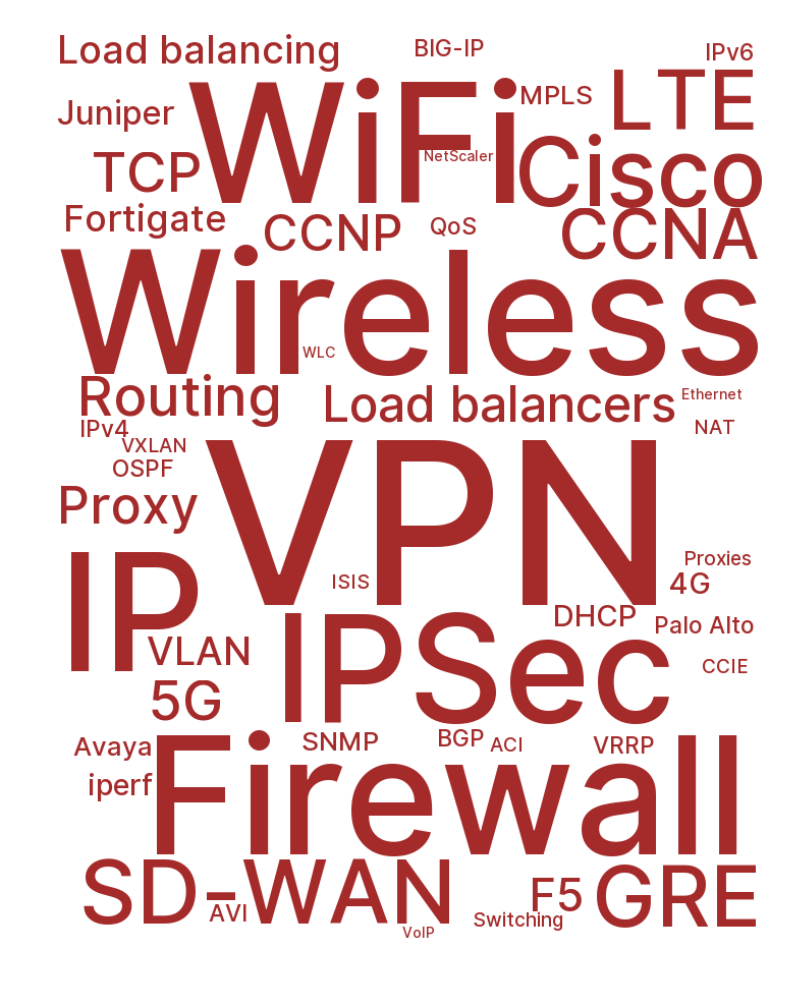 Load balancing
BIG-IP
IPv6
WiFi
MPLS
LTE
Juniper
NetScaler
Cisco
TCP
Fortigate
CCNP
QoS
CCNA
Wireless
WLC
Routing
Load balancers
Ethernet
IPv4
NAT
VXLAN
OSPF
VPN
Proxy
Proxies
ISIS
4G
IP
DHCP
Palo Alto
VLAN
IPSec
CCIE
5G
Avaya
SNMP
BGP
ACI
VRRP
iperf
Firewall
SD-WAN
AVI
F5
GRE
Switching
VoIP